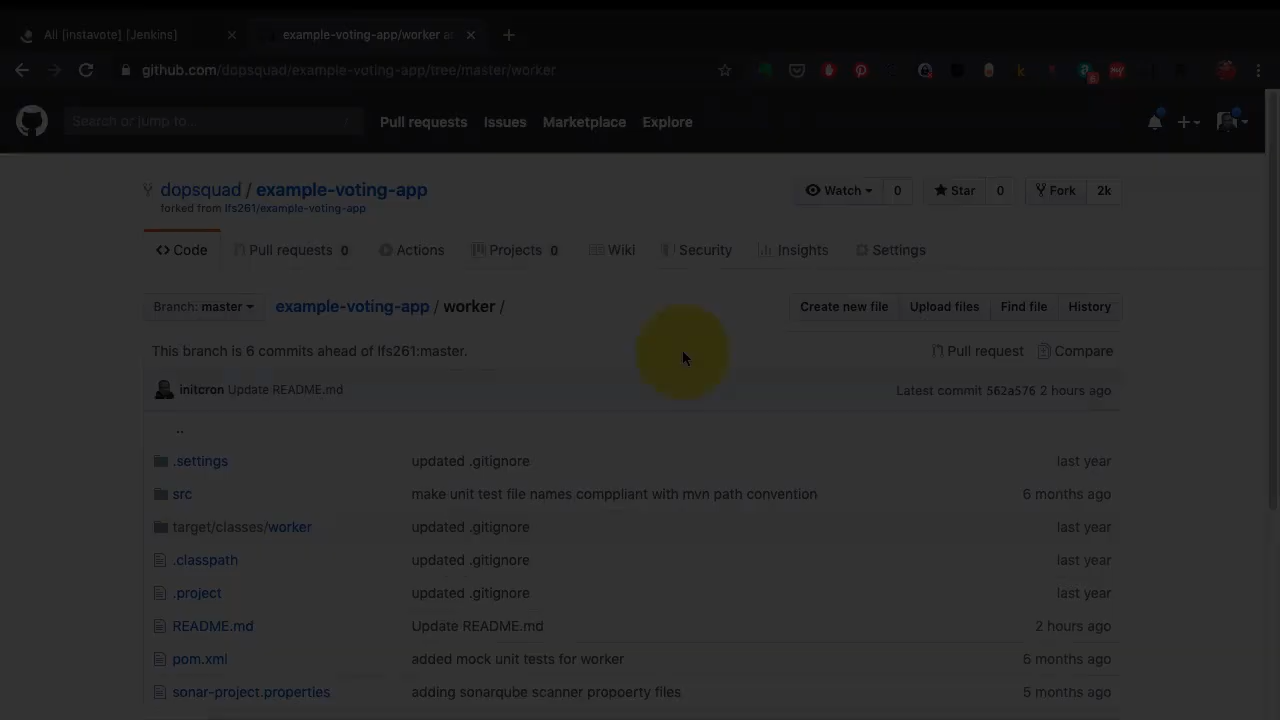 All [instavote] [Jenkins]
example-voting-app/worker at
github.com/dopsquad/example-voting-app/tree/master/worker
Search or jump to...
/
Pull requests
Issues
Marketplace
Explore
dopsquad / example-voting-app
forked from lfs261/example-voting-app
Watch
0
Star
0
Fork
2k
Code
Pull requests 0
Actions
Projects 0
Wiki
Security
Insights
Settings
Branch: master
example-voting-app / worker /
Create new file
Upload files
Find file
History
This branch is 6 commits ahead of lfs261:master.
Pull request
Compare
initcron Update README.md
Latest commit 562a576 2 hours ago
..
.settings
updated .gitignore
last year
src
make unit test file names comppliant with mvn path convention
6 months ago
target/classes/worker
updated .gitignore
last year
.classpath
updated .gitignore
last year
.project
updated .gitignore
last year
README.md
Update README.md
2 hours ago
pom.xml
added mock unit tests for worker
6 months ago
sonar-project.properties
adding sonarqube scanner propoerty files
5 months ago